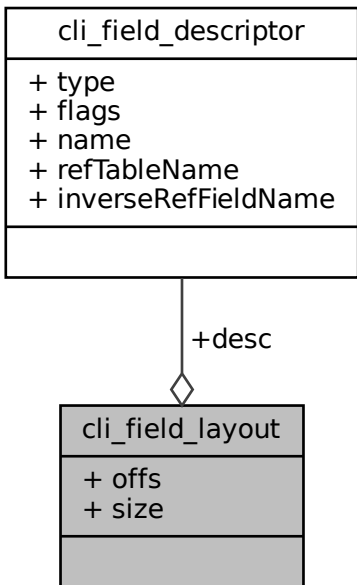 cli_field_descriptor
+ type
+ flags
+ name
+ refTableName
+ inverseRefFieldName
+desc
cli_field_layout
+ offs
+ size